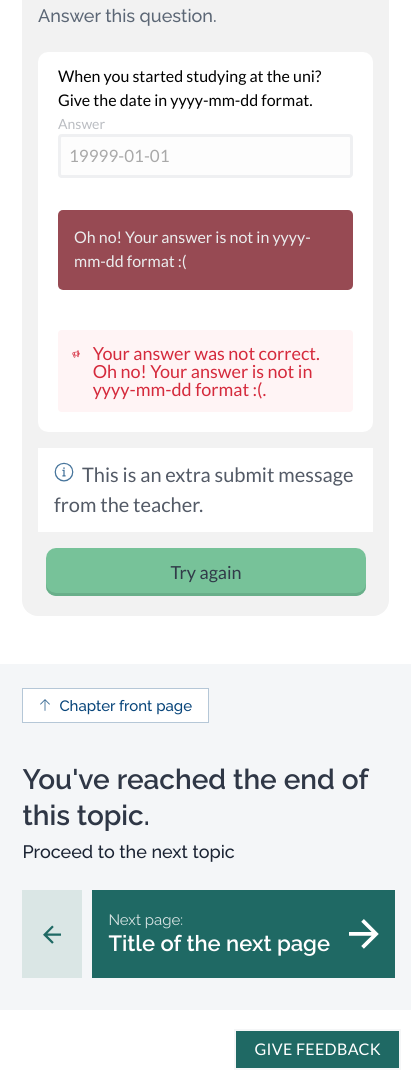 Answer this question.
When you started studying at the uni?
Give the date in yyyy-mm-dd format.
Answer
19999-01-01
Oh no! Your answer is not in yyyy-
mm-dd format :(
Your answer was not correct.
Oh no! Your answer is not in
yyyy-mm-dd format :(.
This is an extra submit message
from the teacher.
Try again
Chapter front page
You've reached the end of
this topic.
Proceed to the next topic
Next page:
Title of the next page
GIVE FEEDBACK